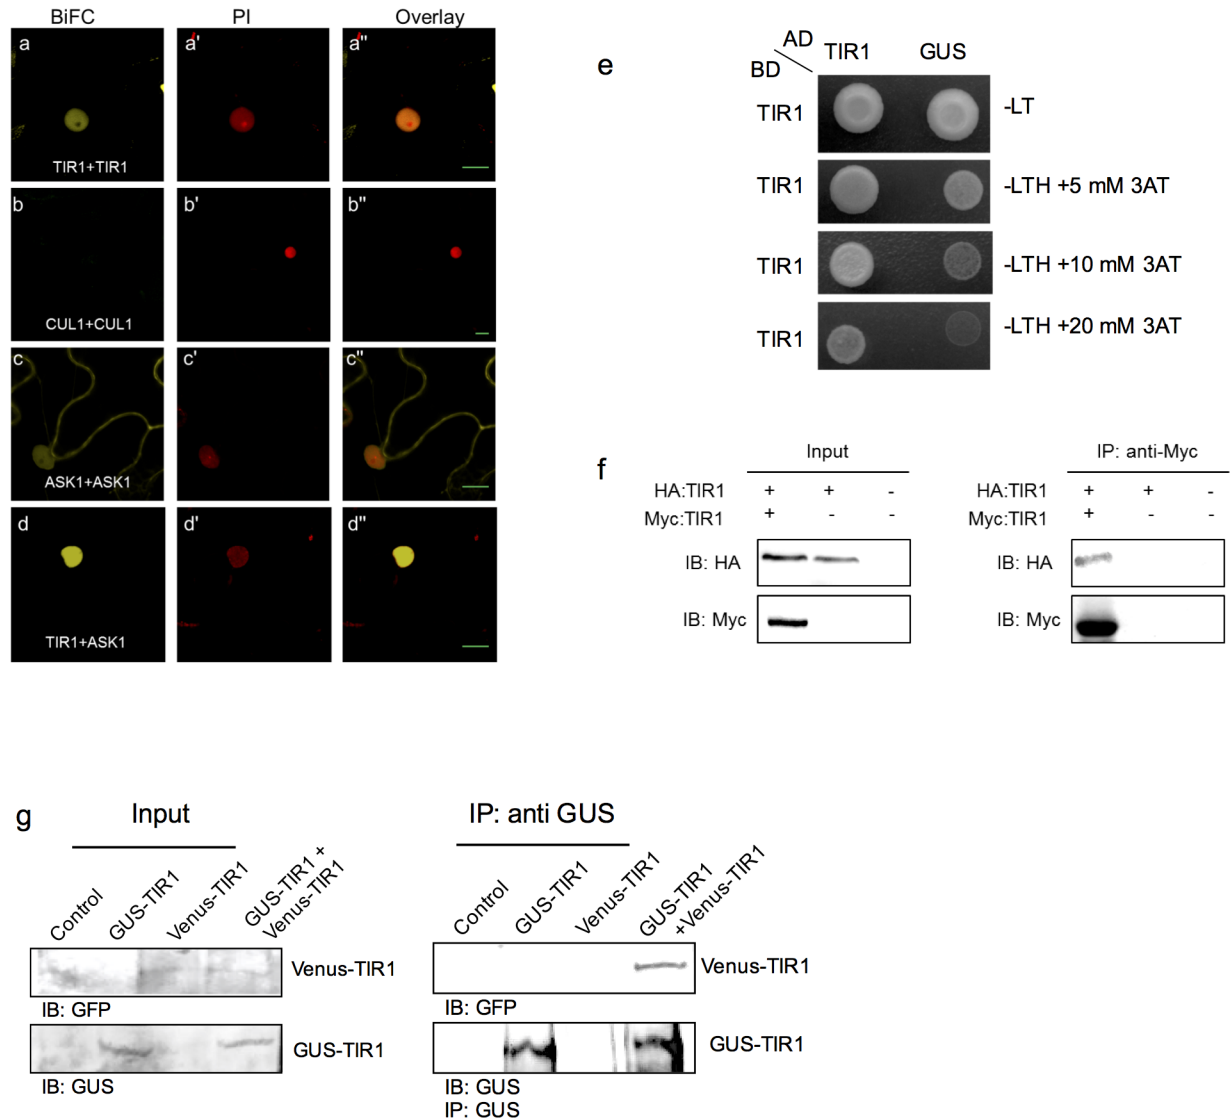 BiFC PI Overlay
a a' a"
TIR1+TIR1
b b' b"
CUL1+CUL1
c c' c"
ASK1+ASK1
d d' d"
TIR1+ASK1
e
AD
BD
TIR1 GUS
TIR1 -LT
TIR1 -LTH +5 mM 3AT
TIR1 -LTH +10 mM 3AT
TIR1 -LTH +20 mM 3AT
f
Input
HA:TIR1 + + -
Myc:TIR1 + - -
IB: HA
IB: Myc
IP: anti-Myc
HA:TIR1 + + -
Myc:TIR1 + - -
IB: HA
IB: Myc
g
Input
Control GUS-TIR1 Venus-TIR1 GUS-TIR1 +
Venus-TIR1
Venus-TIR1
IB: GFP
GUS-TIR1
IB: GUS
IP: anti GUS
Control GUS-TIR1 Venus-TIR1 GUS-TIR1
+Venus-TIR1
Venus-TIR1
IB: GFP
GUS-TIR1
IB: GUS
IP: GUS